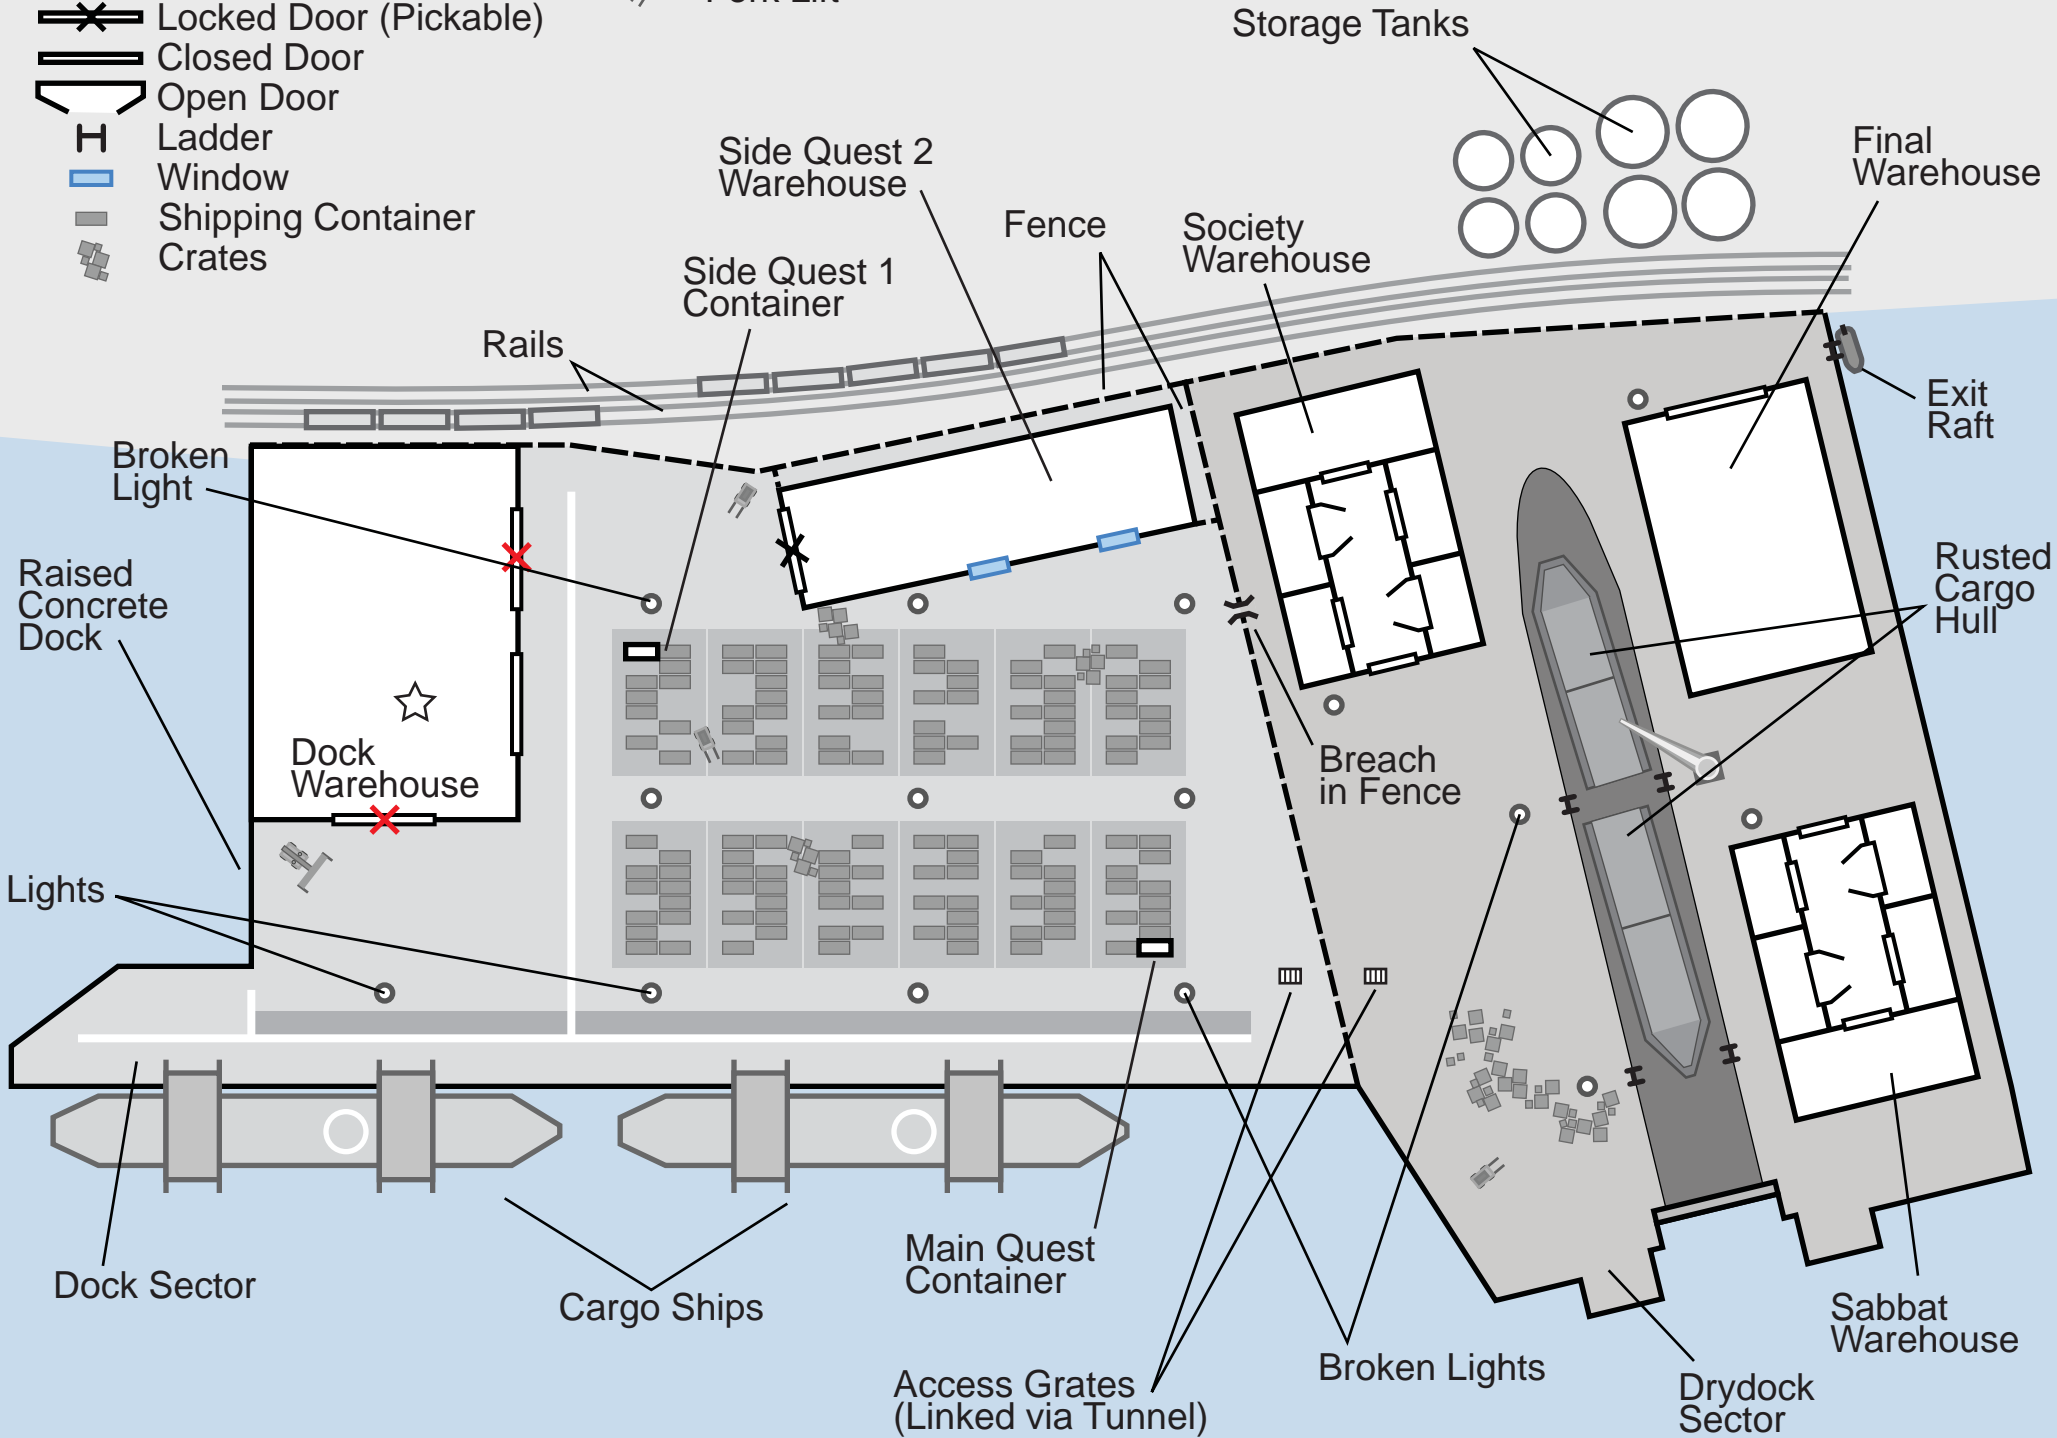 Fork Lift
Locked Door (Pickable)
Closed Door
Open Door
Ladder
Window
Shipping Container
Crates
Storage Tanks
Side Quest 2
Warehouse
Final
Warehouse
Fence
Society
Warehouse
Side Quest 1
Container
Rails
Exit
Raft
Broken
Light
Raised
Concrete
Dock
Rusted
Cargo
Hull
Dock
Warehouse
Breach
in Fence
Lights
Main Quest
Container
Dock Sector
Cargo Ships
Sabbat
Warehouse
Access Grates
(Linked via Tunnel)
Broken Lights
Drydock
Sector